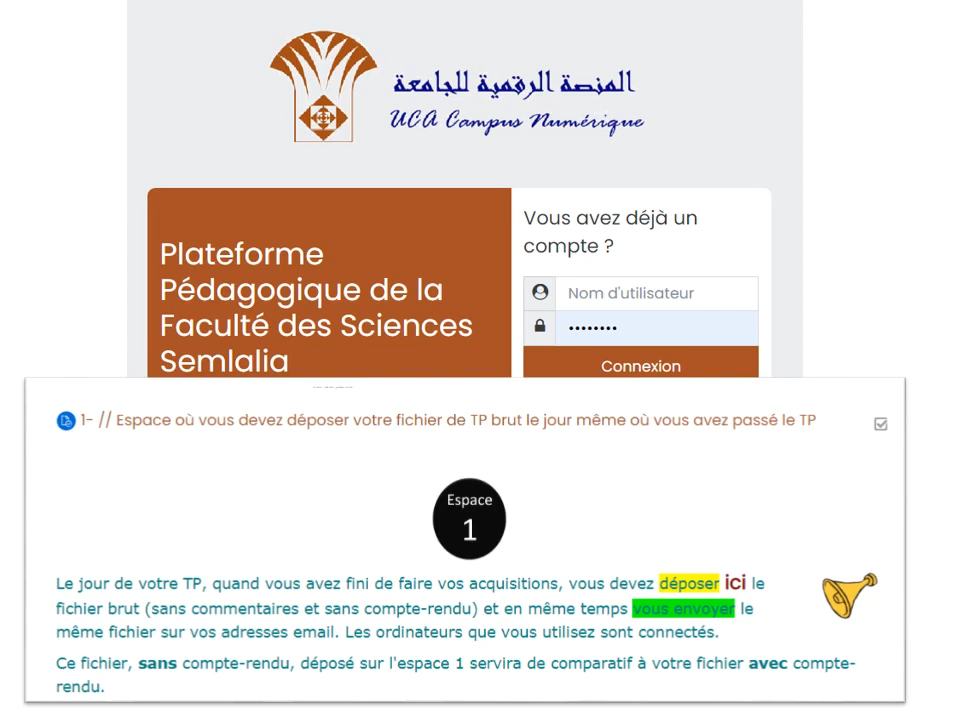 المنصة الرقمية للجامعة
UCA Campus Numérique
Vous avez déjà un
compte ?
Plateforme
Pédagogique de la
Faculté des Sciences
Semlalia
Nom d'utilisateur
••••••••
Connexion
1- // Espace où vous devez déposer votre fichier de TP brut le jour même où vous avez passé le TP
Espace
1
Le jour de votre TP, quand vous avez fini de faire vos acquisitions, vous devez déposer ici le
fichier brut (sans commentaires et sans compte-rendu) et en même temps vous envoyer le
même fichier sur vos adresses email. Les ordinateurs que vous utilisez sont connectés.
Ce fichier, sans compte-rendu, déposé sur l'espace 1 servira de comparatif à votre fichier avec compte-
rendu.